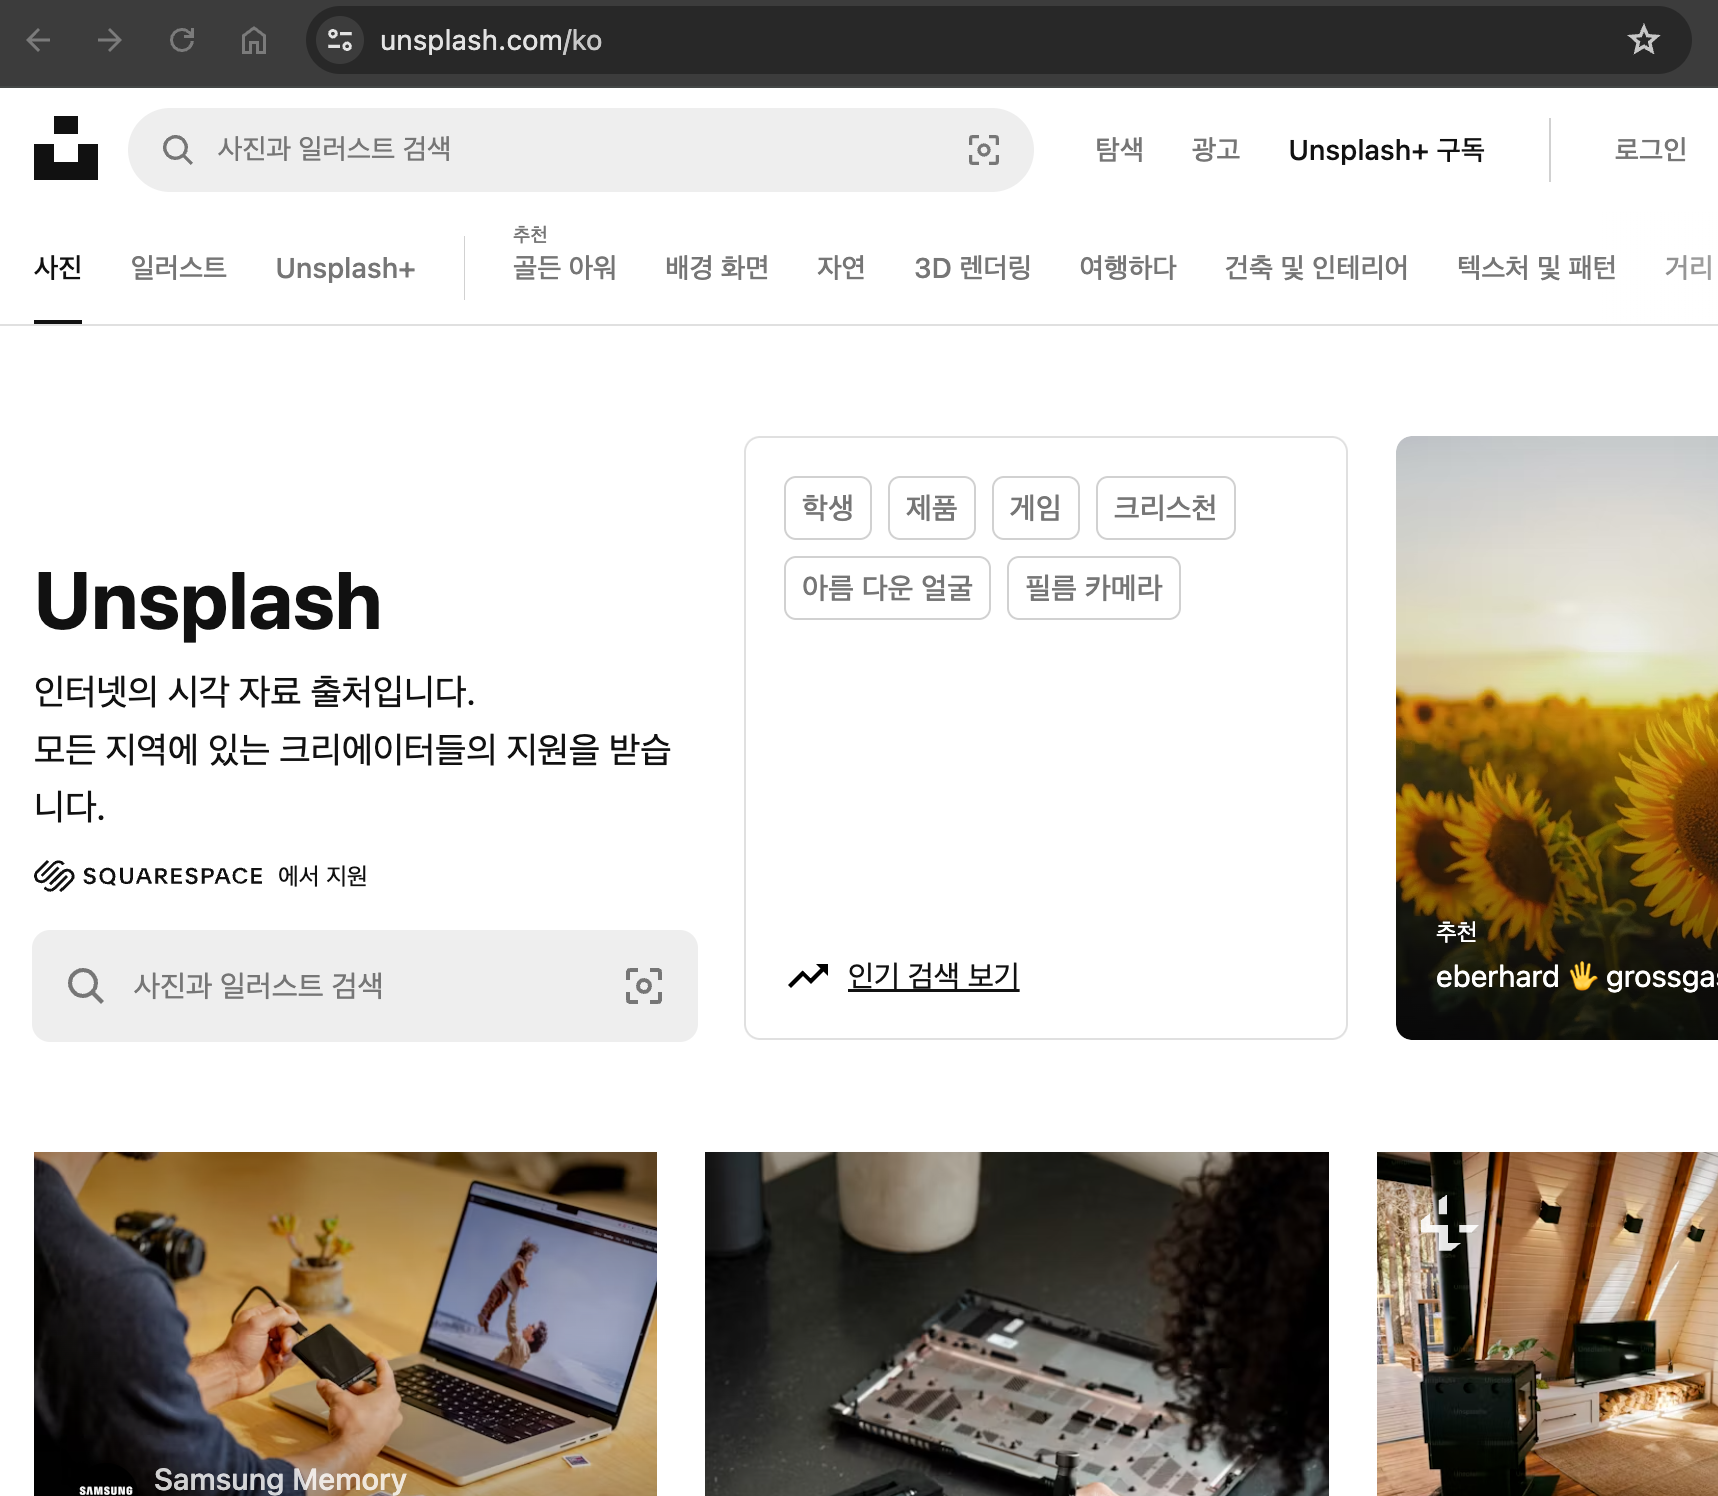 unsplash.com/ko
사진과 일러스트 검색
탐색
광고
Unsplash+ 구독
로그인
사진
일러스트
Unsplash+
추천
골든 아워
배경 화면
자연
3D 렌더링
여행하다
건축 및 인테리어
텍스처 및 패턴
거리
Unsplash
인터넷의 시각 자료 출처입니다.
모든 지역에 있는 크리에이터들의 지원을 받습
니다.
SQUARESPACE 에서 지원
사진과 일러스트 검색
학생
제품
게임
크리스천
아름 다운 얼굴
필름 카메라
인기 검색 보기
추천
eberhard 🖐 grossgas
Samsung Memory
SAMSUNG